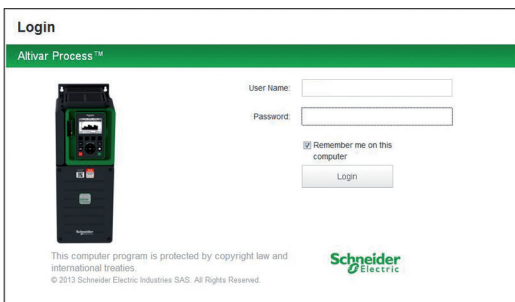 Login
Altivar Process™
User Name:
Password:
Remember me on this
computer
Login
Schneider
This computer program is protected by copyright law and
international treaties.
© 2013 Schneider Electric Industries SAS. All Rights Reserved.
Schneider
Electric